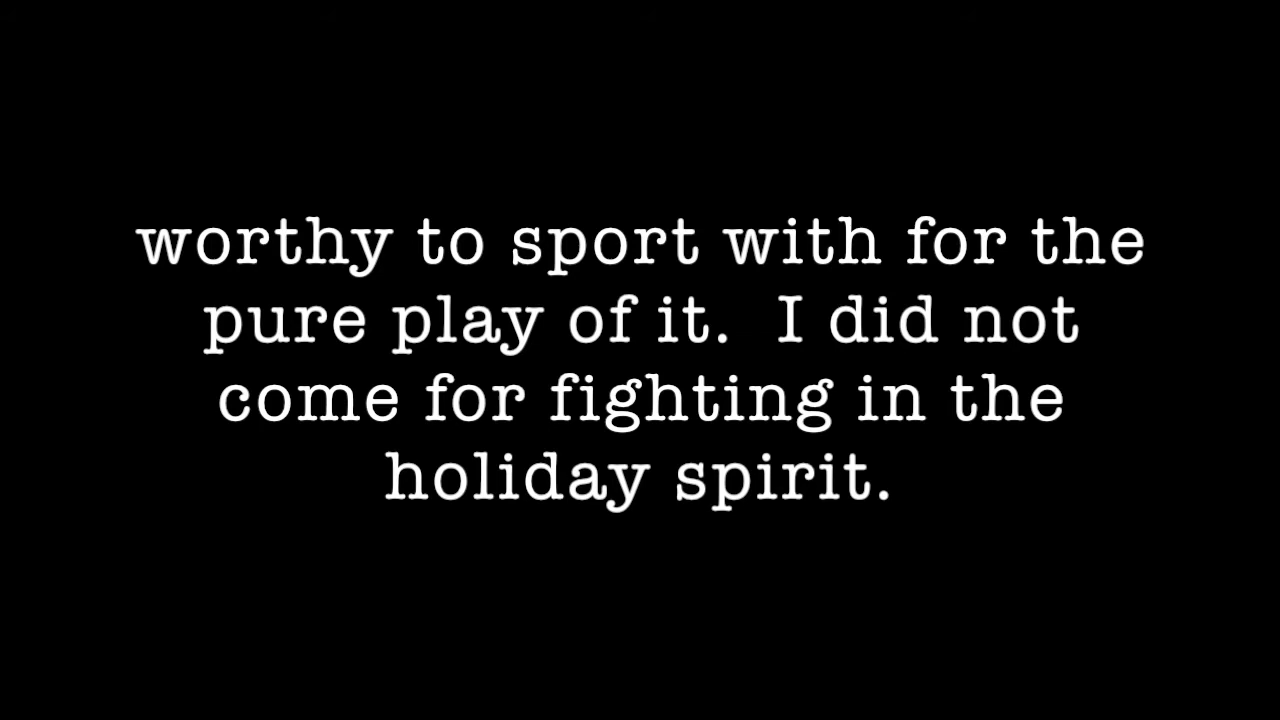 worthy to sport with for the
pure play of it.  I did not
come for fighting in the
holiday spirit.